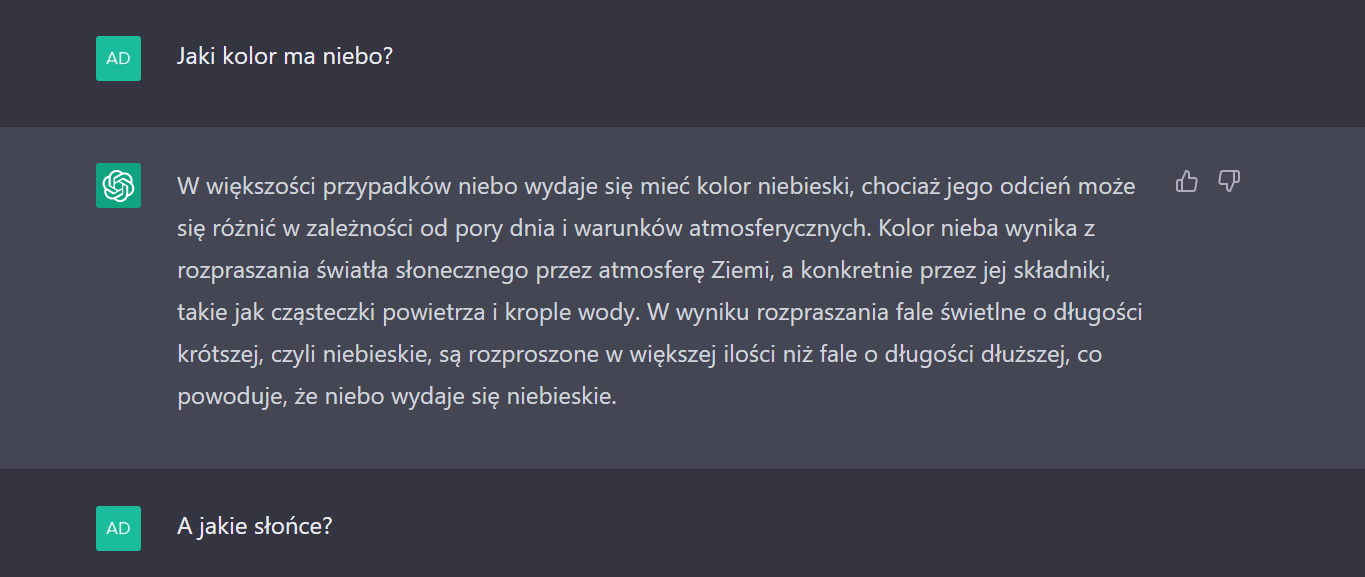 AD
Jaki kolor ma niebo?
W większości przypadków niebo wydaje się mieć kolor niebieski, chociaż jego odcień może
się różnić w zależności od pory dnia i warunków atmosferycznych. Kolor nieba wynika z
rozpraszania światła słonecznego przez atmosferę Ziemi, a konkretnie przez jej składniki,
takie jak cząsteczki powietrza i krople wody. W wyniku rozpraszania fale świetlne o długości
krótszej, czyli niebieskie, są rozproszone w większej ilości niż fale o długości dłuższej, co
powoduje, że niebo wydaje się niebieskie.
AD
A jakie słońce?